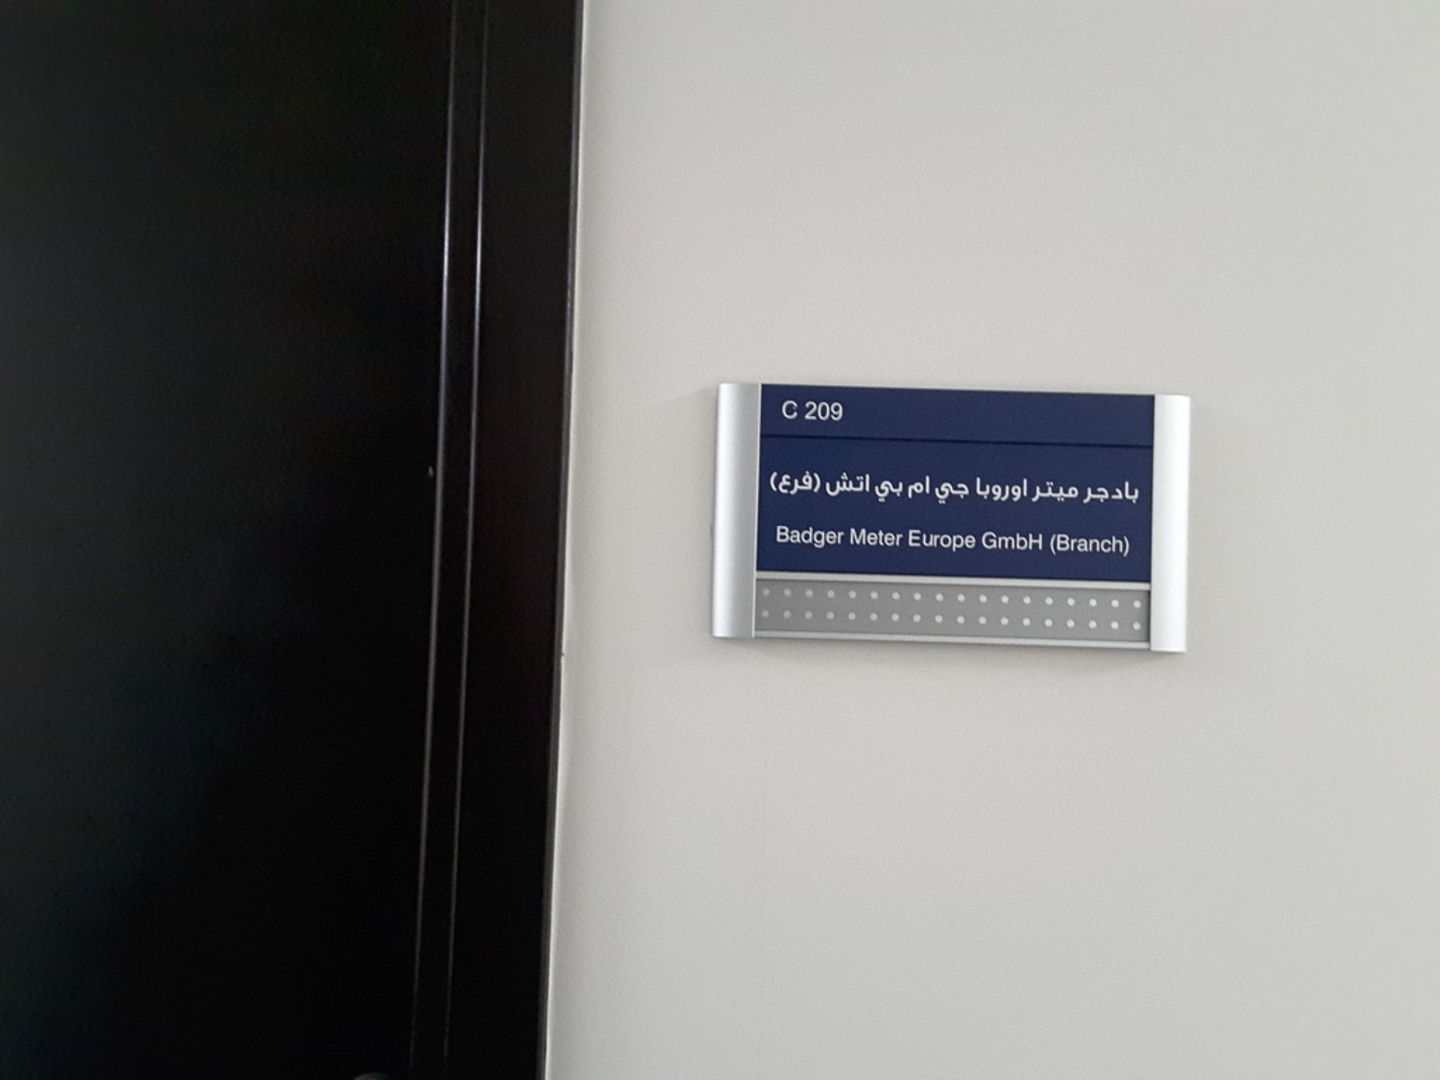 C 209
بادجر ميتر اوروبا جي ام بي اتش (فرع)
Badger Meter Europe GmbH (Branch)